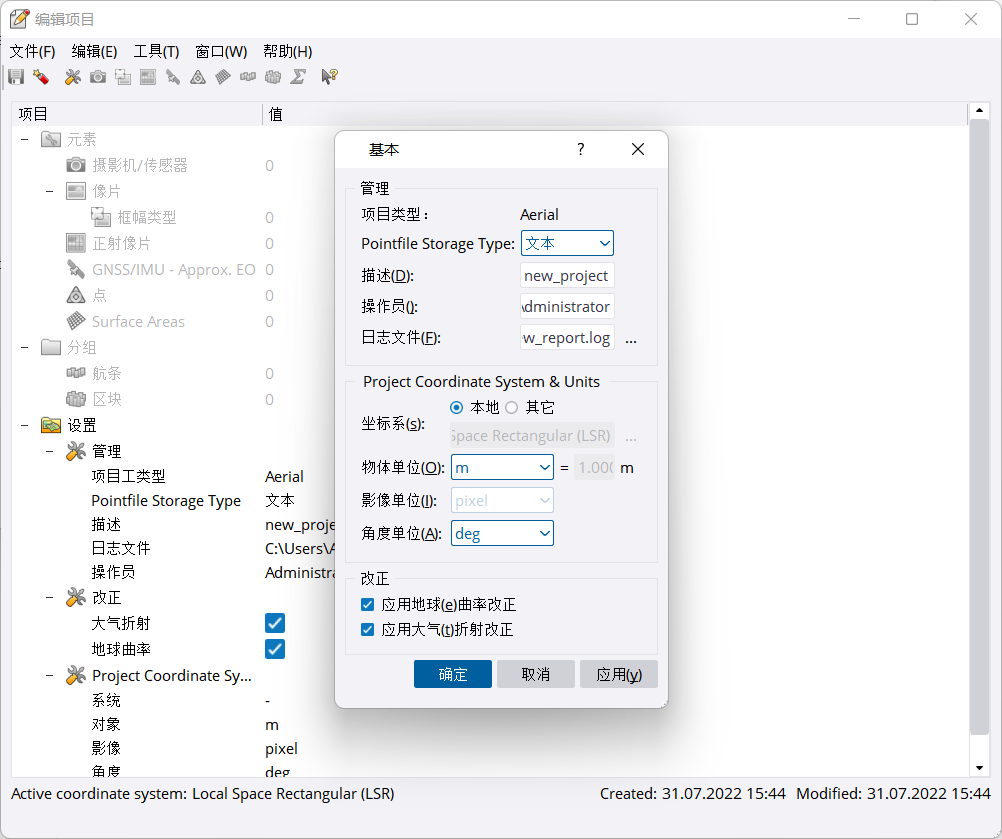 编辑项目
文件(F) 编辑(E) 工具(T) 窗口(W) 帮助(H)
项目 值
元素
摄影机/传感器 0
像片
框幅类型 0
正射像片 0
GNSS/IMU - Approx. EO 0
点 0
Surface Areas 0
分组
航条 0
区块 0
设置
管理
项目工类型 Aerial
Pointfile Storage Type 文本
描述 new_proje
日志文件 C:\Users\A
操作员 Administra
改正
大气折射
地球曲率
Project Coordinate Sy...
系统 -
对象 m
影像 pixel
角度 deg
基本 ?
管理
项目类型： Aerial
Pointfile Storage Type: 文本
描述(D): new_project
操作员(): Administrator
日志文件(F): w_report.log ...
Project Coordinate System & Units
本地 其它
坐标系(s): Space Rectangular (LSR) ...
物体单位(O): m = 1.000 m
影像单位(I): pixel
角度单位(A): deg
改正
应用地球(e)曲率改正
应用大气(t)折射改正
确定 取消 应用(y)
Active coordinate system: Local Space Rectangular (LSR) Created: 31.07.2022 15:44 Modified: 31.07.2022 15:44